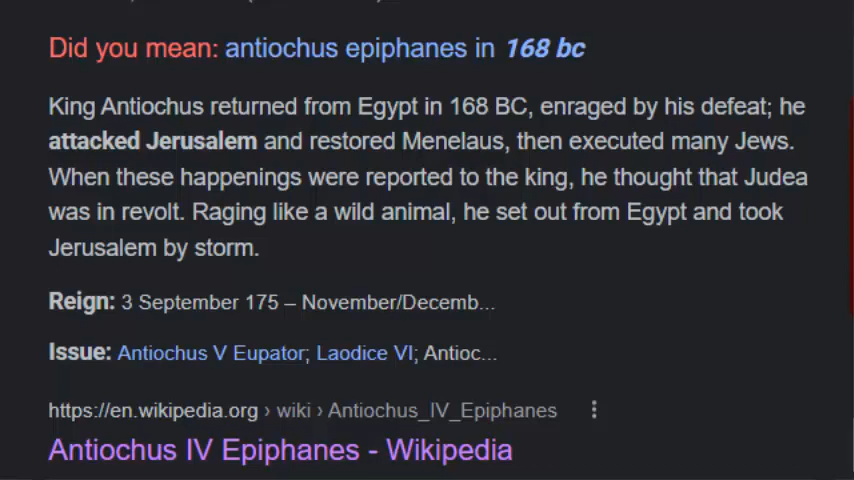 Did you mean: antiochus epiphanes in 168 bc
King Antiochus returned from Egypt in 168 BC, enraged by his defeat; he
attacked Jerusalem and restored Menelaus, then executed many Jews.
When these happenings were reported to the king, he thought that Judea
was in revolt. Raging like a wild animal, he set out from Egypt and took
Jerusalem by storm.
Reign: 3 September 175 – November/Decemb...
Issue: Antiochus V Eupator; Laodice VI; Antioc...
https://en.wikipedia.org › wiki › Antiochus_IV_Epiphanes
Antiochus IV Epiphanes - Wikipedia